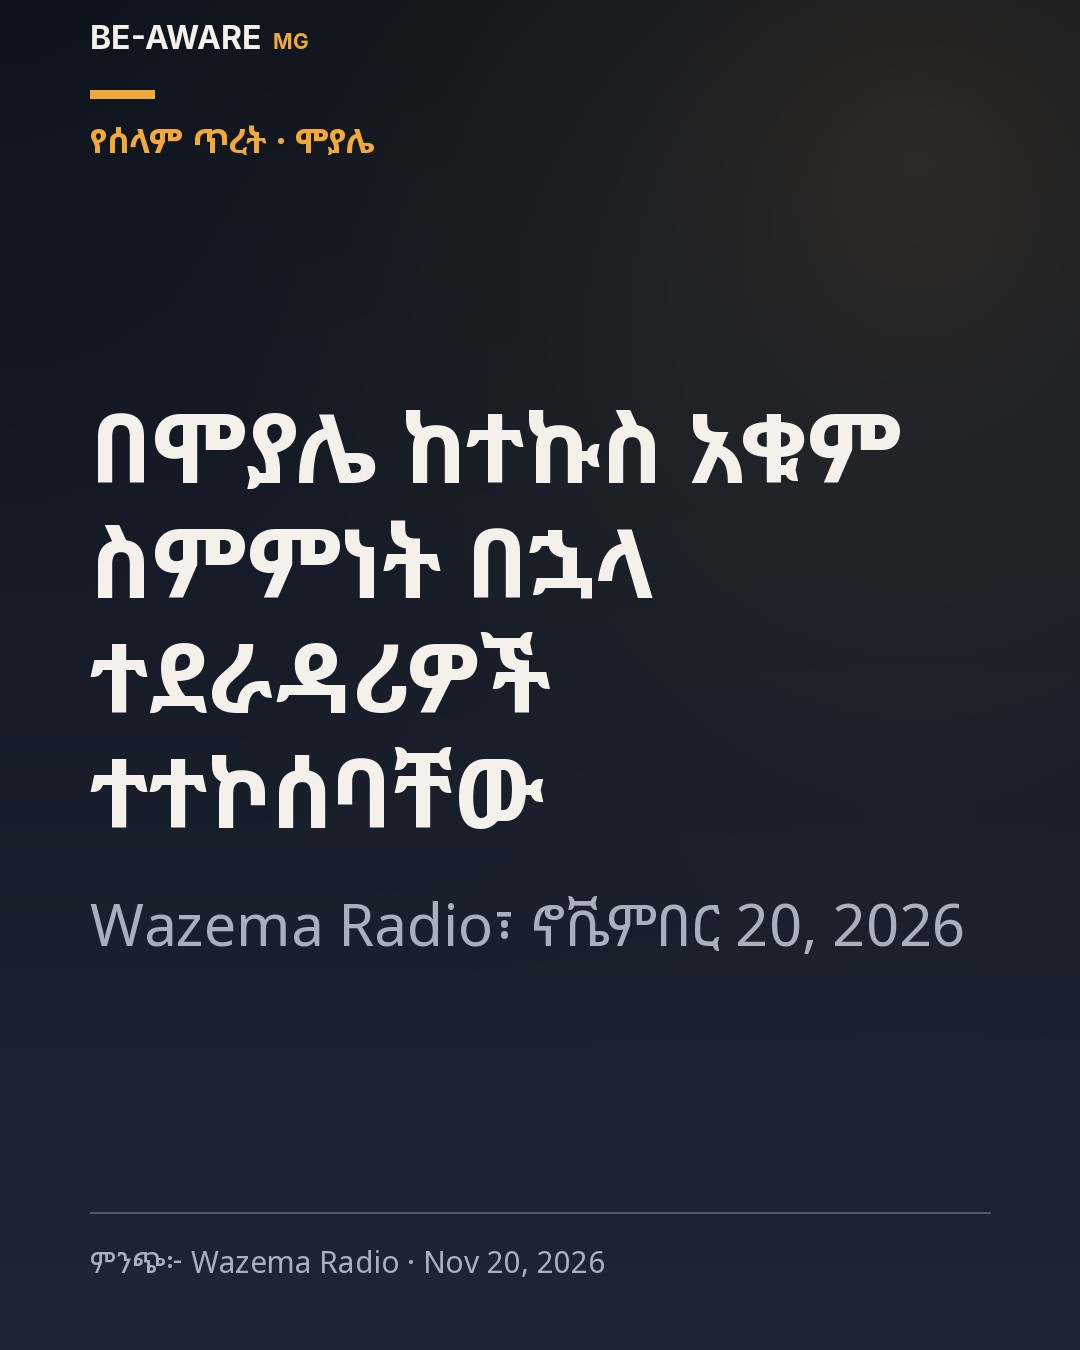 BE-AWARE MG
የሰላም ጥረት · ሞያሌ
በሞያሌ ከተኩስ አቁም
ስምምነት በኋላ
ተደራዳሪዎች
ተተኮሰባቸው
Wazema Radio፣ ኖቬምበር 20, 2026
ምንጭ፦ Wazema Radio · Nov 20, 2026